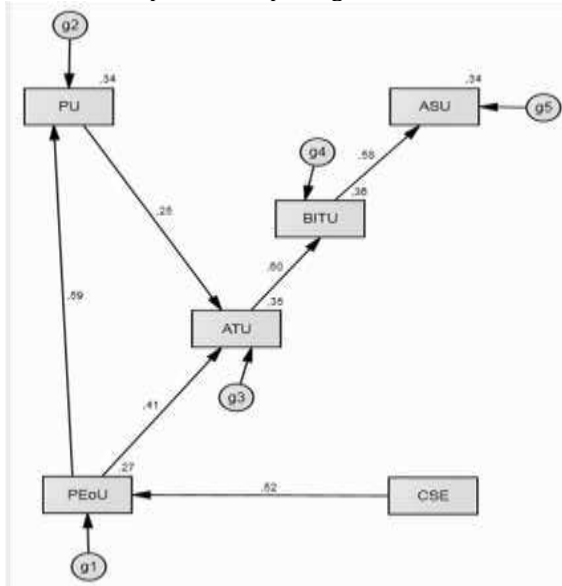 g2
.34
.34
PU
ASU
g5
g4
.58
.36
BITU
.25
.60
.35
.59
ATU
g3
.41
.27
.52
PEoU
CSE
g1